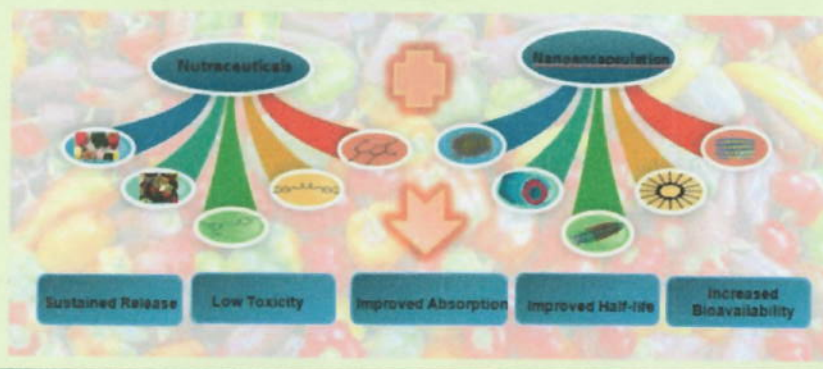 Nutraceuticals
Nanoencapsulation
Sustained Release
Low Toxicity
Improved Absorption
Improved Half-life
Increased
Bioavailability